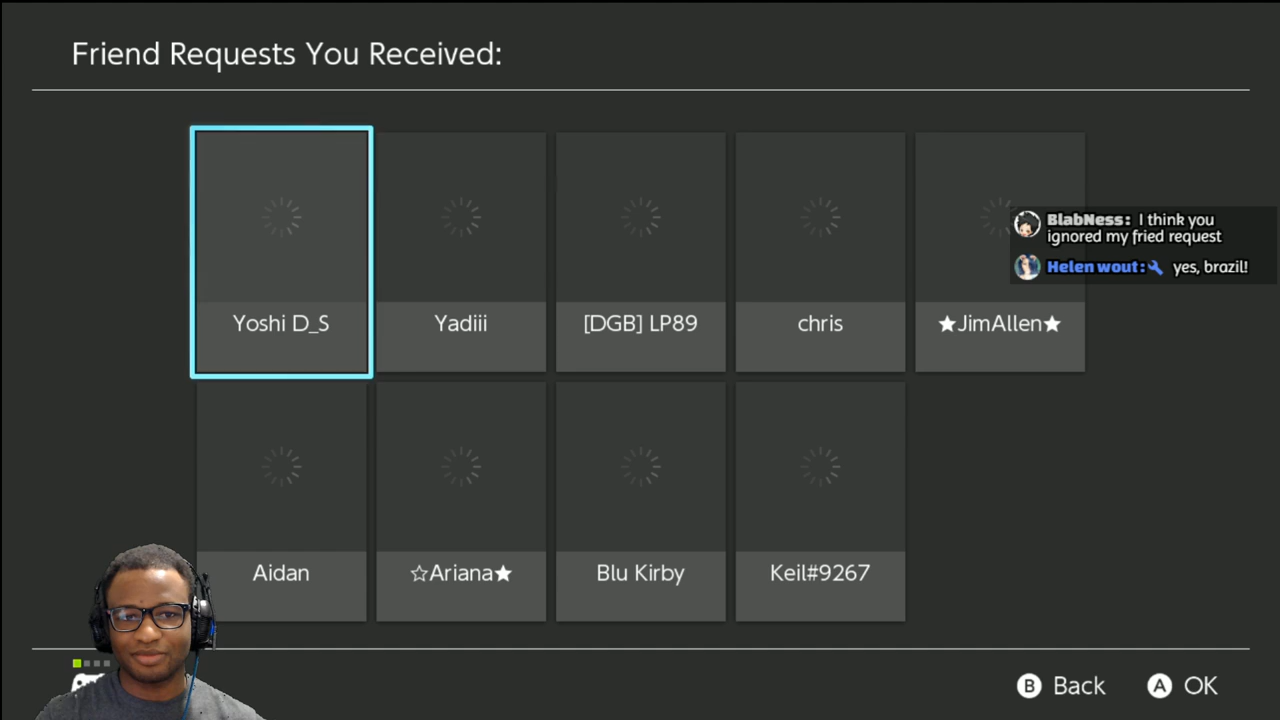 Friend Requests You Received:
BlabNess: I think you
ignored my fried request
Helen wout: yes, brazil!
Yoshi D_S
Yadiii
[DGB] LP89
chris
★JimAllen★
Aidan
☆Ariana★
Blu Kirby
Keil#9267
B Back
A OK